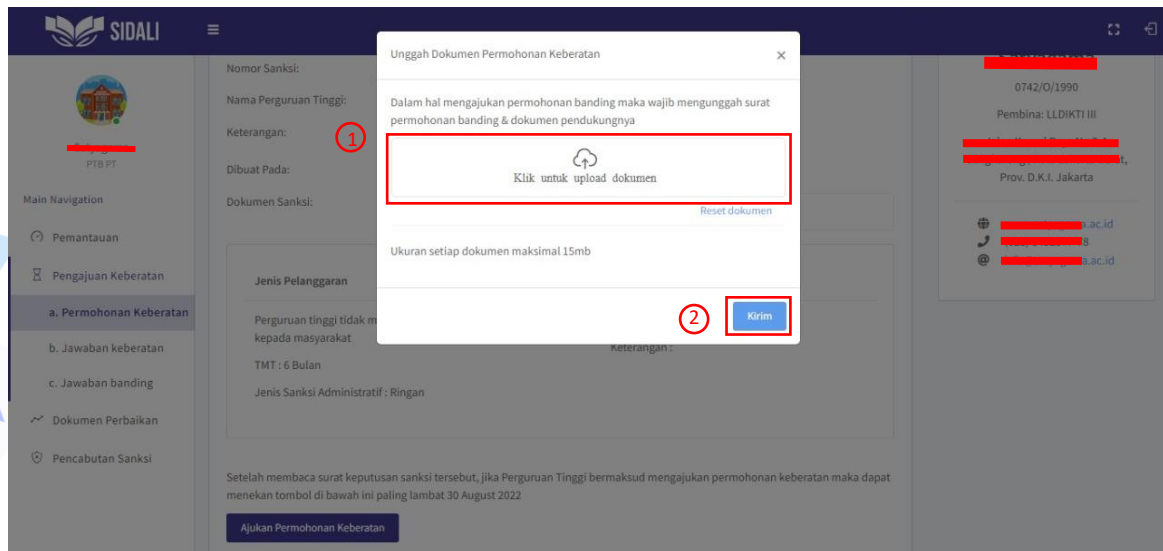 SIDALI
PTB PT
Main Navigation
Pemantauan
Pengajuan Keberatan
a. Permohonan Keberatan
b. Jawaban keberatan
c. Jawaban banding
Dokumen Perbaikan
Pencabutan Sanksi
Nomor Sanksi:
Nama Perguruan Tinggi:
Keterangan:
Dibuat Pada:
Dokumen Sanksi:
Jenis Pelanggaran
Perguruan tinggi tidak
kepada masyarakat
TMT : 6 Bulan
Jenis Sanksi Administratif : Ringan
Keterangan :
Setelah membaca surat keputusan sanksi tersebut, jika Perguruan Tinggi bermaksud mengajukan permohonan keberatan maka dapat
menekan tombol di bawah ini paling lambat 30 August 2022
Ajukan Permohonan Keberatan
Unggah Dokumen Permohonan Keberatan
×
Dalam hal mengajukan permohonan banding maka wajib mengunggah surat
permohonan banding & dokumen pendukungnya
1
Klik untuk upload dokumen
Reset dokumen
Ukuran setiap dokumen maksimal 15mb
2
Kirim
0742/O/1990
Pembina: LLDIKTI III
Prov. D.K.I. Jakarta
a.ac.id
8
a.ac.id